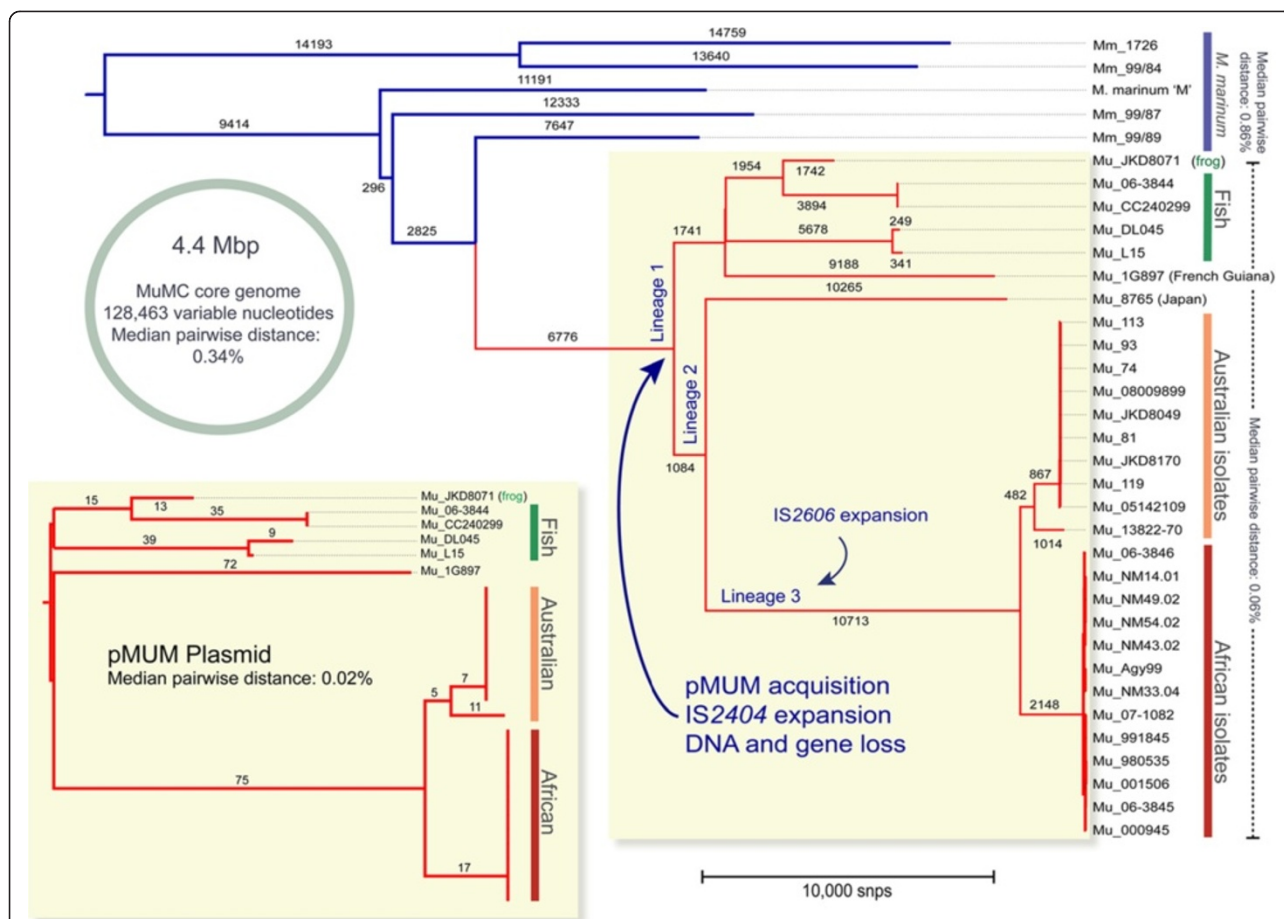 14193
14759
13640
11191
9414
12333
7647
296
2825
6776
Mm_1726
Mm_99/84
M. marinum 'M'
Mm_99/87
Mm_99/89
M. marinum
Median pairwise
distance: 0.86%
4.4 Mbp
MuMC core genome
128,463 variable nucleotides
Median pairwise distance:
0.34%
1954
1742
3894
1741
5678
249
341
9188
10265
Lineage 1
Lineage 2
1084
Mu_JKD8071 (frog)
Mu_06-3844
Mu_CC240299
Mu_DL045
Mu_L15
Fish
Mu_1G897 (French Guiana)
Mu_8765 (Japan)
Mu_113
Mu_93
Mu_74
Mu_08009899
Mu_JKD8049
Mu_81
Mu_JKD8170
Mu_119
Mu_05142109
Mu_13822-70
Australian isolates
867
482
1014
IS2606 expansion
Lineage 3
10713
2148
Mu_06-3846
Mu_NM14.01
Mu_NM49.02
Mu_NM54.02
Mu_NM43.02
Mu_Agy99
Mu_NM33.04
Mu_07-1082
Mu_991845
Mu_980535
Mu_001506
Mu_06-3845
Mu_000945
African isolates
Median pairwise distance: 0.06%
pMUM acquisition
IS2404 expansion
DNA and gene loss
10,000 snps
15
13
35
39
9
72
Mu_JKD8071 (frog)
Mu_06-3844
Mu_CC240299
Mu_DL045
Mu_L15
Mu_1G897
Fish
pMUM Plasmid
Median pairwise distance: 0.02%
5
7
11
75
17
Australian
African